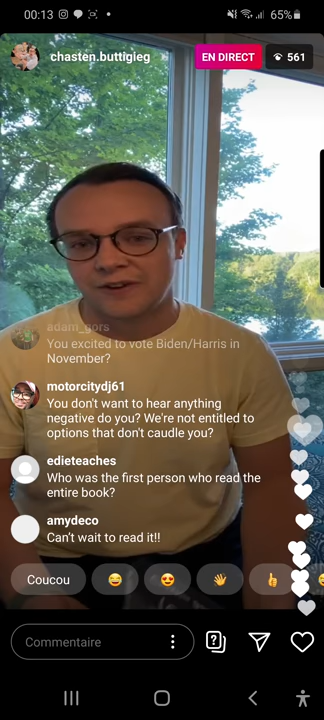 00:13
65%
chasten.buttigieg
EN DIRECT
561
adam_gors
You excited to vote Biden/Harris in
November?
motorcitydj61
You don't want to hear anything
negative do you? We're not entitled to
options that don't caudle you?
edieteaches
Who was the first person who read the
entire book?
amydeco
Can't wait to read it!!
Coucou
Commentaire